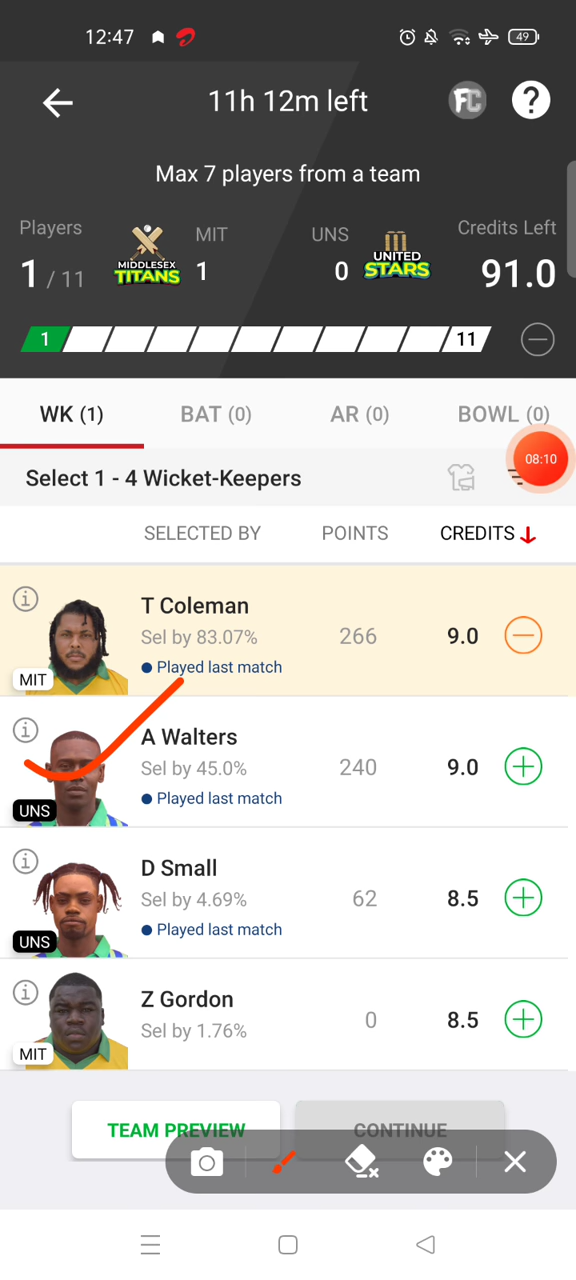 12:47
49
11h 12m left
FC
?
Max 7 players from a team
Players
MIT
UNS
Credits Left
MIDDLESEX
TITANS
UNITED
STARS
1 / 11
1
0
91.0
1
11
WK (1)
BAT (0)
AR (0)
BOWL (0)
Select 1 - 4 Wicket-Keepers
08:10
SELECTED BY
POINTS
CREDITS
T Coleman
Sel by 83.07%
266
9.0
Played last match
MIT
A Walters
Sel by 45.0%
240
9.0
Played last match
UNS
D Small
Sel by 4.69%
62
8.5
Played last match
UNS
Z Gordon
Sel by 1.76%
0
8.5
MIT
TEAM PREVIEW
CONTINUE